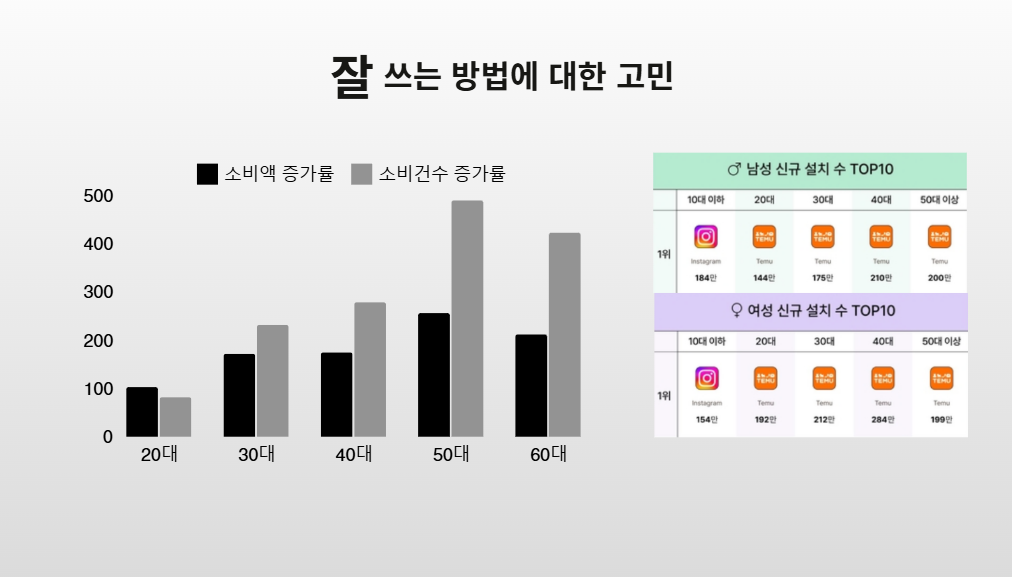 잘 쓰는 방법에 대한 고민
소비액 증가률 소비건수 증가률
500
400
300
200
100
0
20대 30대 40대 50대 60대
♂ 남성 신규 설치 수 TOP10
10대 이하 20대 30대 40대 50대 이상
TEMU TEMU TEMU TEMU
1위
Instagram Temu Temu Temu Temu
184만 144만 175만 210만 200만
♀ 여성 신규 설치 수 TOP10
10대 이하 20대 30대 40대 50대 이상
TEMU TEMU TEMU TEMU
1위
Instagram Temu Temu Temu Temu
154만 192만 212만 284만 199만